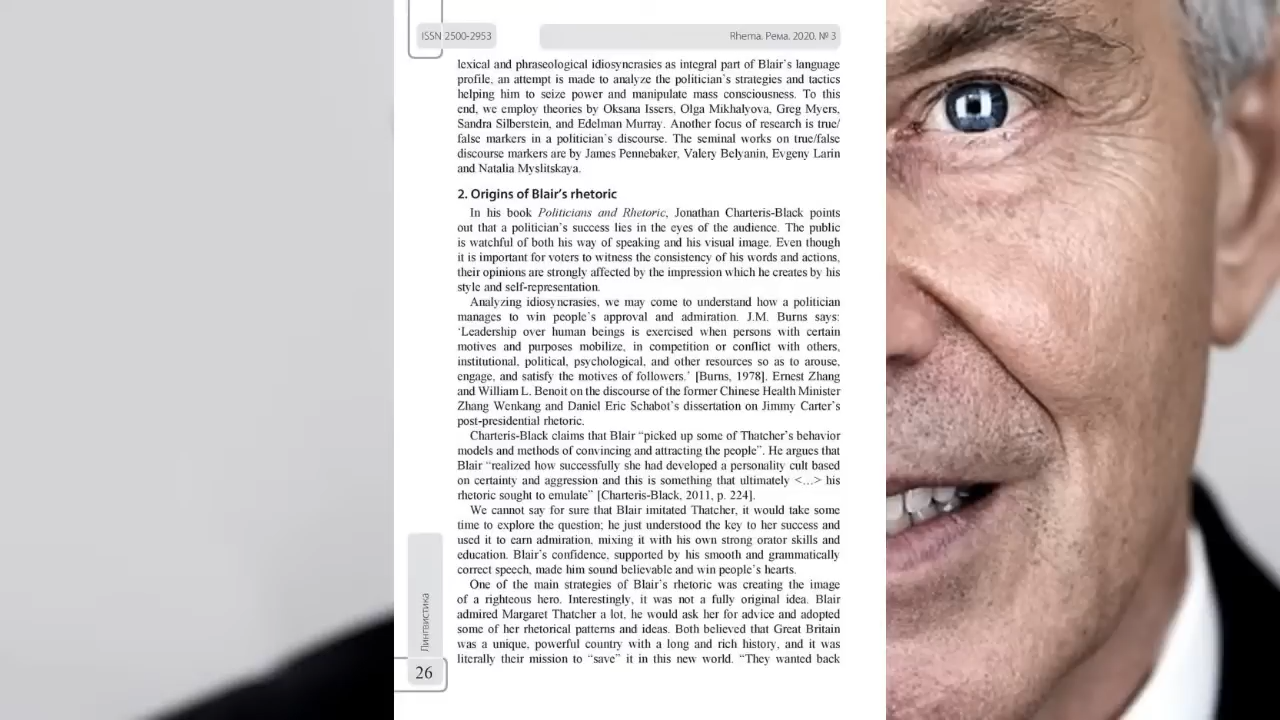 ISSN 2500-2953
Rhema. Рема. 2020. № 3
lexical and phraseological idiosyncrasies as integral part of Blair's language
profile, an attempt is made to analyze the politician's strategies and tactics
helping him to seize power and manipulate mass consciousness. To this
end, we employ theories by Oksana Issers, Olga Mikhalyova, Greg Myers,
Sandra Silberstein, and Edelman Murray. Another focus of research is true/
false markers in a politician's discourse. The seminal works on true/false
discourse markers are by James Pennebaker, Valery Belyanin, Evgeny Larin
and Natalia Myslitskaya.
2. Origins of Blair's rhetoric
In his book Politicians and Rhetoric, Jonathan Charteris-Black points
out that a politician's success lies in the eyes of the audience. The public
is watchful of both his way of speaking and his visual image. Even though
it is important for voters to witness the consistency of his words and actions,
their opinions are strongly affected by the impression which he creates by his
style and self-representation.
Analyzing idiosyncrasies, we may come to understand how a politician
manages to win people's approval and admiration. J.M. Burns says:
‘Leadership over human beings is exercised when persons with certain
motives and purposes mobilize, in competition or conflict with others,
institutional, political, psychological, and other resources so as to arouse,
engage, and satisfy the motives of followers.’ [Burns, 1978]. Ernest Zhang
and William L. Benoit on the discourse of the former Chinese Health Minister
Zhang Wenkang and Daniel Eric Schabot's dissertation on Jimmy Carter's
post-presidential rhetoric.
Charteris-Black claims that Blair “picked up some of Thatcher's behavior
models and methods of convincing and attracting the people”. He argues that
Blair “realized how successfully she had developed a personality cult based
on certainty and aggression and this is something that ultimately <...> his
rhetoric sought to emulate” [Charteris-Black, 2011, p. 224].
We cannot say for sure that Blair imitated Thatcher, it would take some
time to explore the question; he just understood the key to her success and
used it to earn admiration, mixing it with his own strong orator skills and
education. Blair's confidence, supported by his smooth and grammatically
correct speech, made him sound believable and win people's hearts.
One of the main strategies of Blair's rhetoric was creating the image
of a righteous hero. Interestingly, it was not a fully original idea. Blair
admired Margaret Thatcher a lot, he would ask her for advice and adopted
some of her rhetorical patterns and ideas. Both believed that Great Britain
was a unique, powerful country with a long and rich history, and it was
literally their mission to “save” it in this new world. “They wanted back
Лингвистика
26